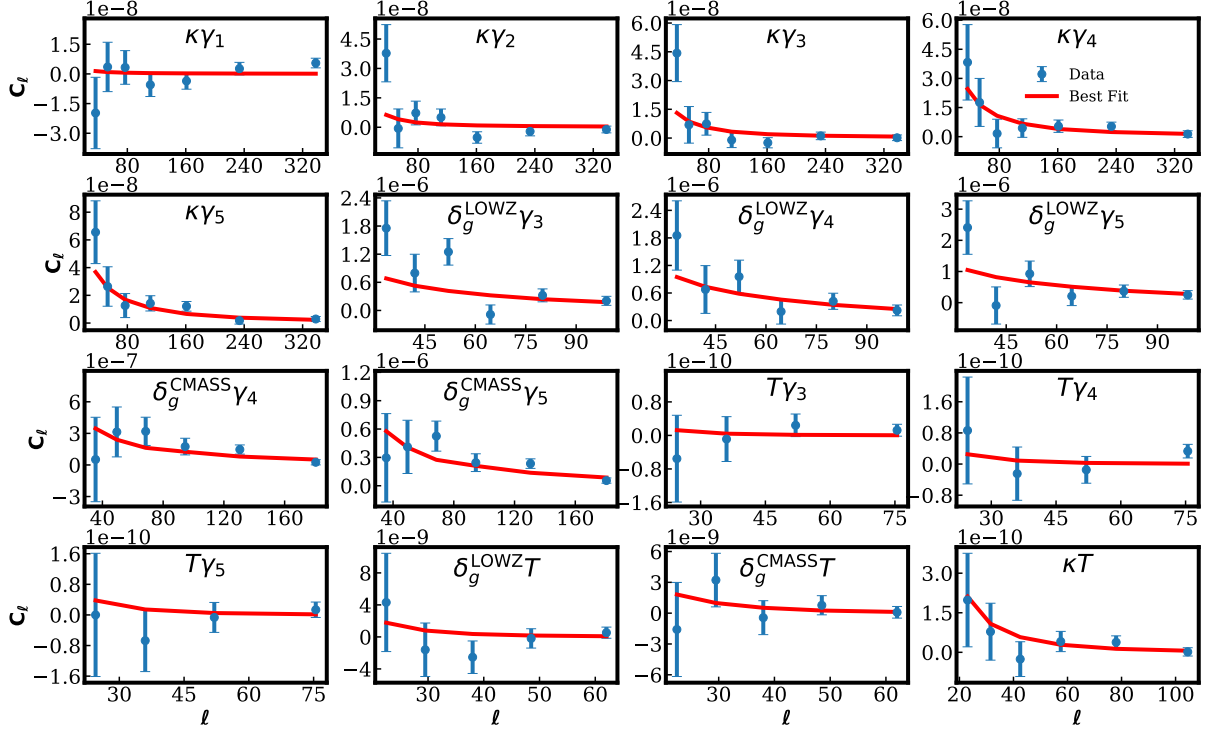 1e−8 1e−8 1e−8 1e−8
κγ₁ κγ₂ κγ₃ κγ₄
Data
Best Fit
C_ℓ
1.5 4.5 6.0 6.0
0.0 3.0 4.5 4.5
−1.5 1.5 3.0 3.0
−3.0 0.0 1.5 1.5
0.0 0.0
80 160 240 320 80 160 240 320 80 160 240 320 80 160 240 320
1e−8 1e−6 1e−6 1e−6
κγ₅ δ_g^LOWZ γ₃ δ_g^LOWZ γ₄ δ_g^LOWZ γ₅
C_ℓ
8 2.4 2.4 3
6 1.8 1.8 2
4 1.2 1.2 1
2 0.6 0.6 0
0 0.0 0.0
80 160 240 320 45 60 75 90 45 60 75 90 45 60 75 90
1e−7 1e−6 1e−10 1e−10
δ_g^CMASS γ₄ δ_g^CMASS γ₅ Tγ₃ Tγ₄
C_ℓ
6 1.2 0.8 1.6
3 0.9 0.0 0.8
0 0.6 −0.8 0.0
−3 0.3 −1.6 −0.8
0.0
40 80 120 160 40 80 120 160 30 45 60 75 30 45 60 75
1e−10 1e−9 1e−9 1e−10
Tγ₅ δ_g^LOWZ T δ_g^CMASS T κT
C_ℓ
1.6 8 6 3.0
0.8 4 3 1.5
0.0 0 0 0.0
−0.8 −4 −3
−1.6 −6
30 45 60 75 30 40 50 60 30 40 50 60 20 40 60 80 100
ℓ ℓ ℓ ℓ